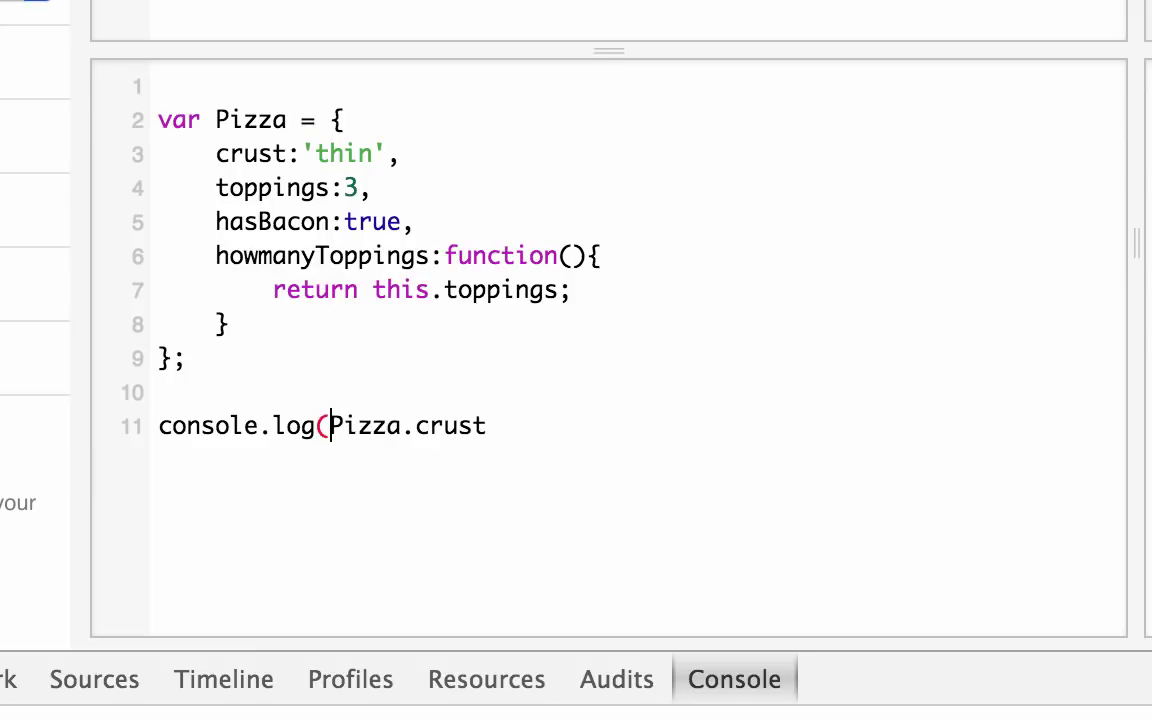 1
2 var Pizza = {
3 crust:'thin',
4 toppings:3,
5 hasBacon:true,
6 howmanyToppings:function(){
7 return this.toppings;
8 }
9 };
10
11 console.log(Pizza.crust
your
rk Sources Timeline Profiles Resources Audits Console